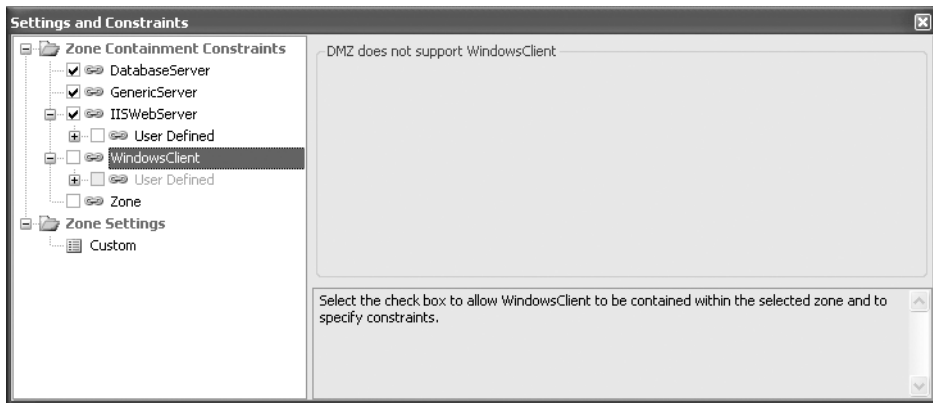 Settings and Constraints
Zone Containment Constraints
DatabaseServer
GenericServer
IISWebServer
User Defined
WindowsClient
User Defined
Zone
Zone Settings
Custom
DMZ does not support WindowsClient
Select the check box to allow WindowsClient to be contained within the selected zone and to
specify constraints.